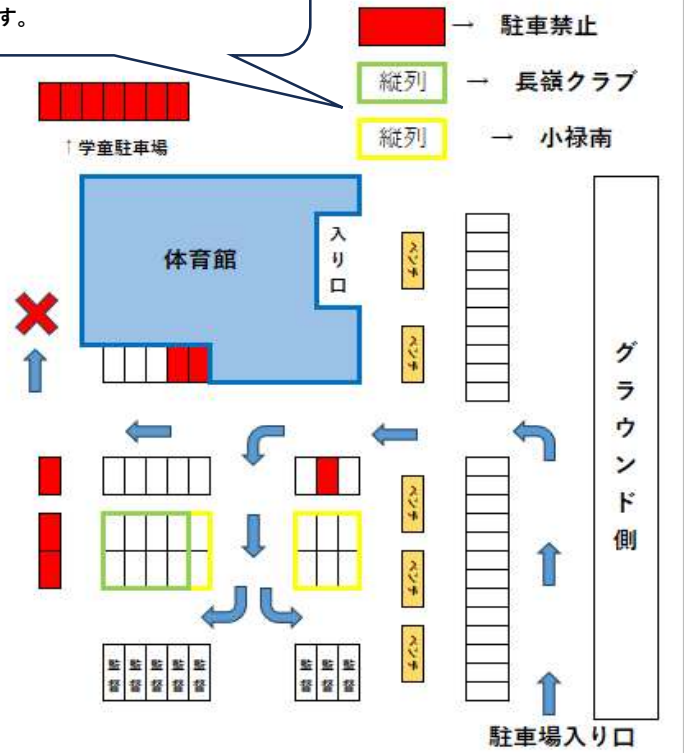 す。
→ 駐車禁止
縦列 → 長嶺クラブ
縦列 → 小禄南
↑学童駐車場
体育館
入り口
ベンチ
ベンチ
グラウンド側
ベンチ
ベンチ
ベンチ
監督 監督 監督 監督 監督
監督 監督 監督
駐車場入り口